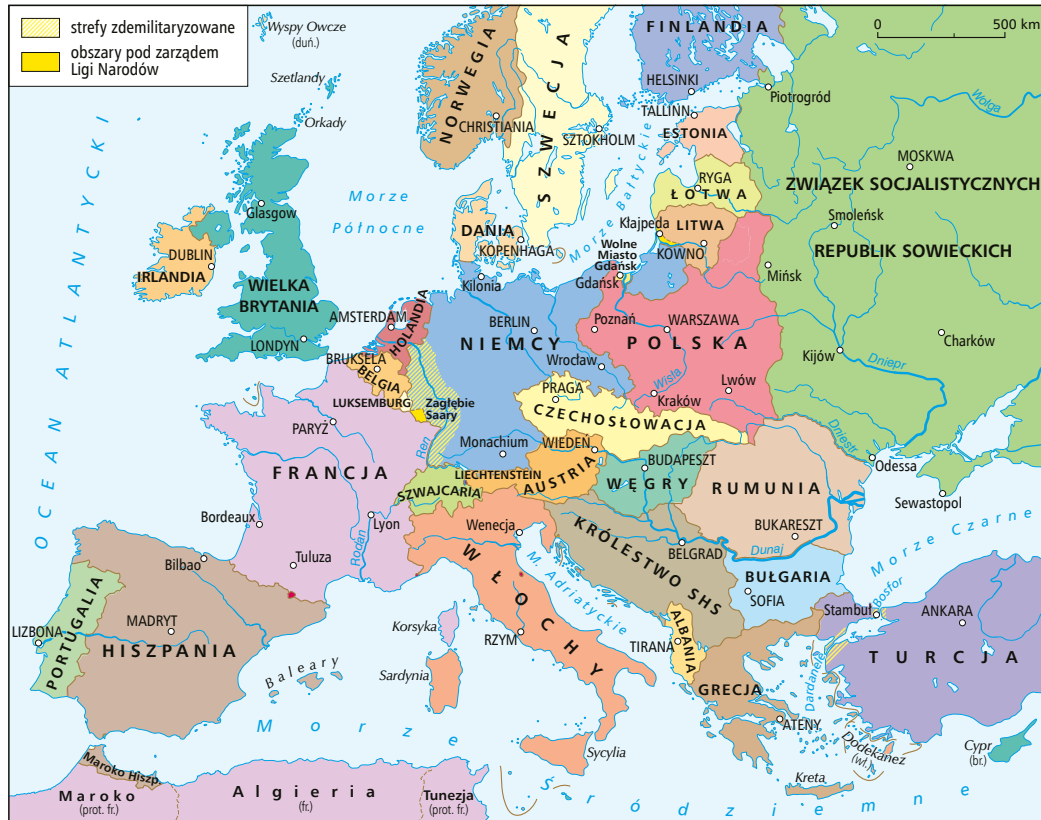 strefy zdemilitaryzowane
obszary pod zarządem
Ligi Narodów
Wyspy Owcze
(duń.)
Szetlandy
Orkady
0 500 km
NORWEGIA
CHRISTIANIA
SZWECJA
SZTOKHOLM
FINLANDIA
HELSINKI
TALLINN
ESTONIA
Piotrogród
Wołga
MOSKWA
ZWIĄZEK SOCJALISTYCZNYCH
Smoleńsk
REPUBLIK SOWIECKICH
RYGA
ŁOTWA
Kłajpeda
LITWA
KOWNO
Mińsk
Morze Bałtyckie
Morze
Północne
OCEAN ATLANTYCKI
Glasgow
DUBLIN
IRLANDIA
WIELKA
BRYTANIA
LONDYN
DANIA
KOPENHAGA
Kilonia
Wolne
Miasto
Gdańsk
Gdańsk
AMSTERDAM
HOLANDIA
BRUKSELA
BELGIA
LUKSEMBURG
Zagłębie
Saary
Ren
BERLIN
NIEMCY
Wrocław
Monachium
Poznań
WARSZAWA
POLSKA
Wisła
Kraków
Lwów
Kijów
Dniepr
Charków
Dniestr
Odessa
Sewastopol
PRAGA
CZECHOSŁOWACJA
WIEDEŃ
LIECHTENSTEIN
AUSTRIA
BUDAPESZT
WĘGRY
RUMUNIA
BUKARESZT
PARYŻ
FRANCJA
SZWAJCARIA
Bordeaux
Lyon
Rodan
Tuluza
Wenecja
WŁOCHY
M. Adriatyckie
KRÓLESTWO SHS
BELGRAD
Dunaj
BUŁGARIA
SOFIA
Morze Czarne
Bosfor
Stambuł
ANKARA
TURCJA
Bilbao
PORTUGALIA
LIZBONA
MADRYT
HISZPANIA
Baleary
Korsyka
Sardynia
RZYM
TIRANA
ALBANIA
GRECJA
ATENY
Dardanele
Dodekanez
(wł.)
Cypr
(br.)
Sycylia
Kreta
Morze
Śródziemne
Maroko Hiszp.
Maroko
(prot. fr.)
Algieria
(fr.)
Tunezja
(prot. fr.)